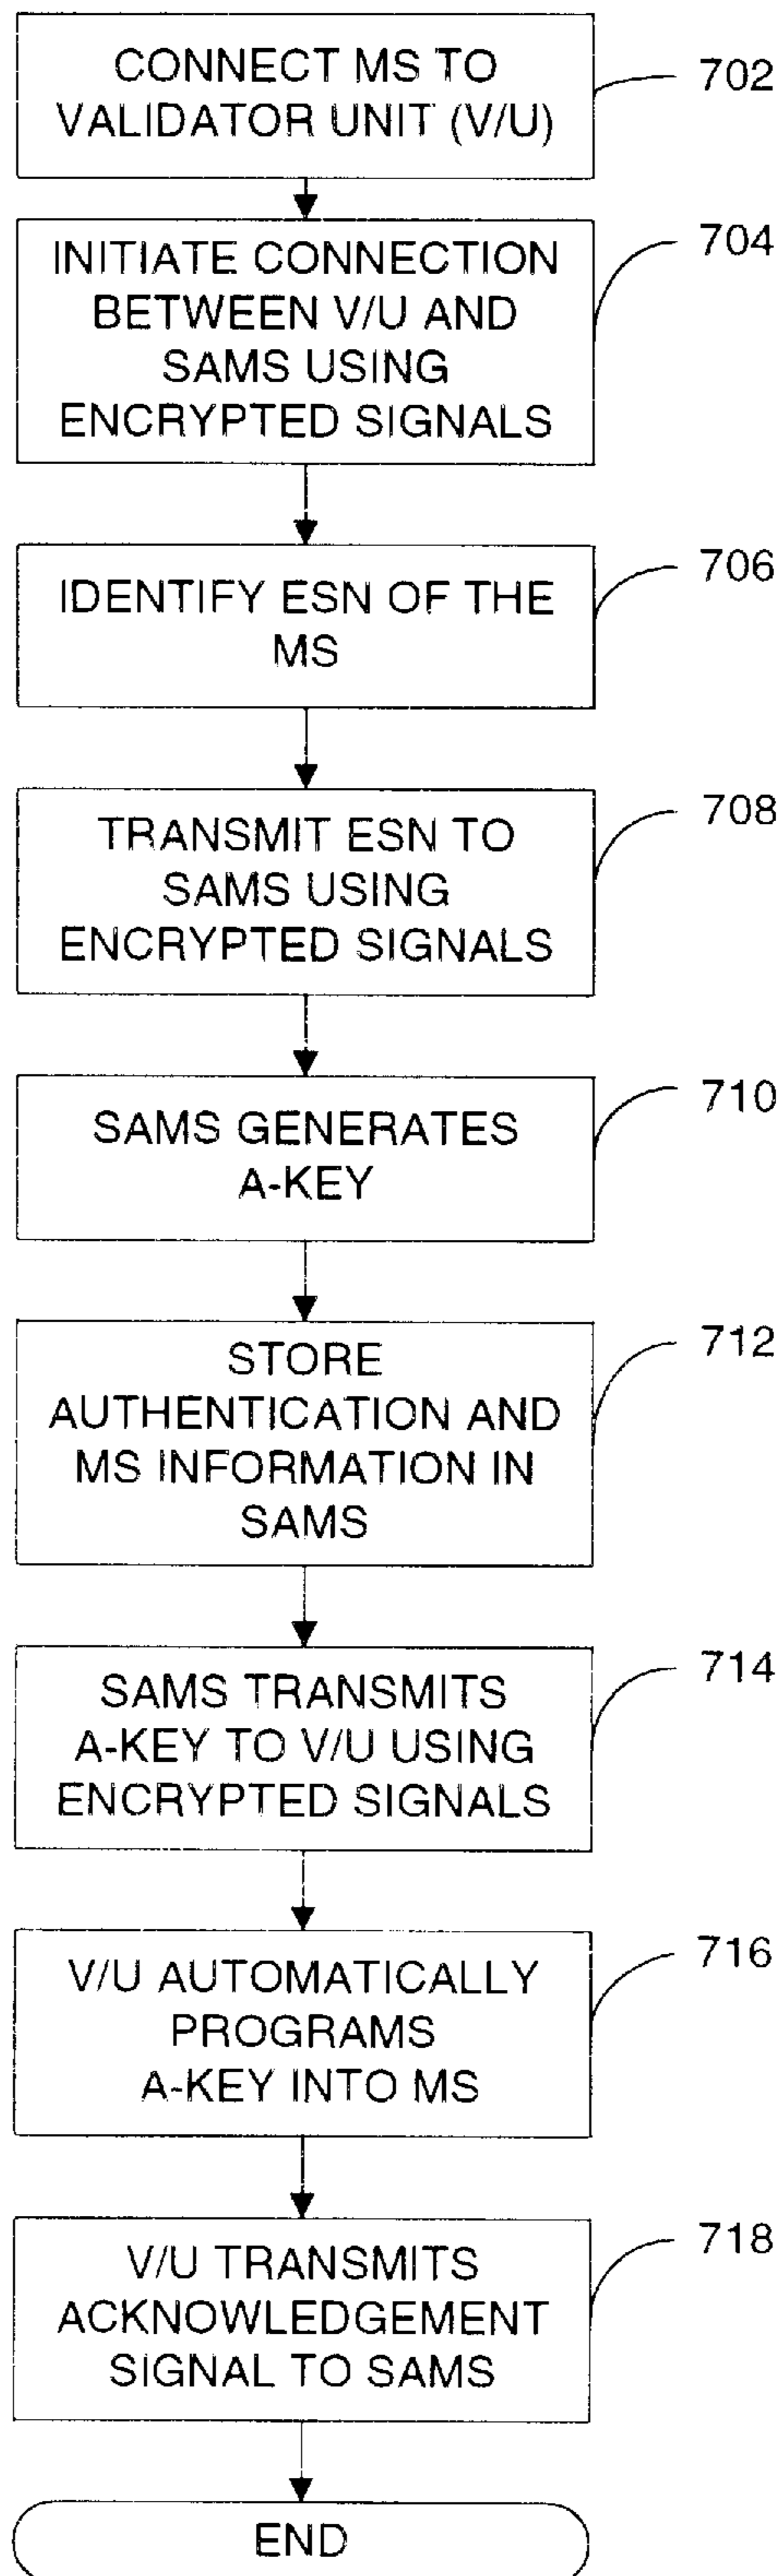 CONNECT MS TO
VALIDATOR UNIT (V/U)
702
INITIATE CONNECTION
BETWEEN V/U AND
SAMS USING
ENCRYPTED SIGNALS
704
IDENTIFY ESN OF THE
MS
706
TRANSMIT ESN TO
SAMS USING
ENCRYPTED SIGNALS
708
SAMS GENERATES
A-KEY
710
STORE
AUTHENTICATION AND
MS INFORMATION IN
SAMS
712
SAMS TRANSMITS
A-KEY TO V/U USING
ENCRYPTED SIGNALS
714
V/U AUTOMATICALLY
PROGRAMS
A-KEY INTO MS
716
V/U TRANSMITS
ACKNOWLEDGEMENT
SIGNAL TO SAMS
718
END